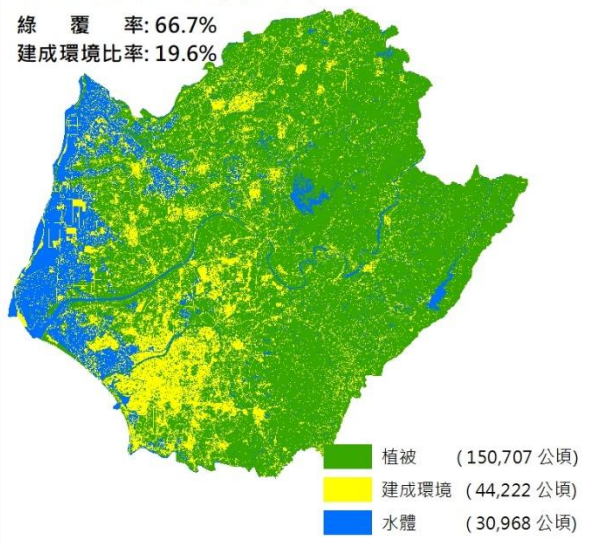 綠 覆 率: 66.7%
建成環境比率: 19.6%
植被 (150,707 公頃)
建成環境 (44,222 公頃)
水體 (30,968 公頃)